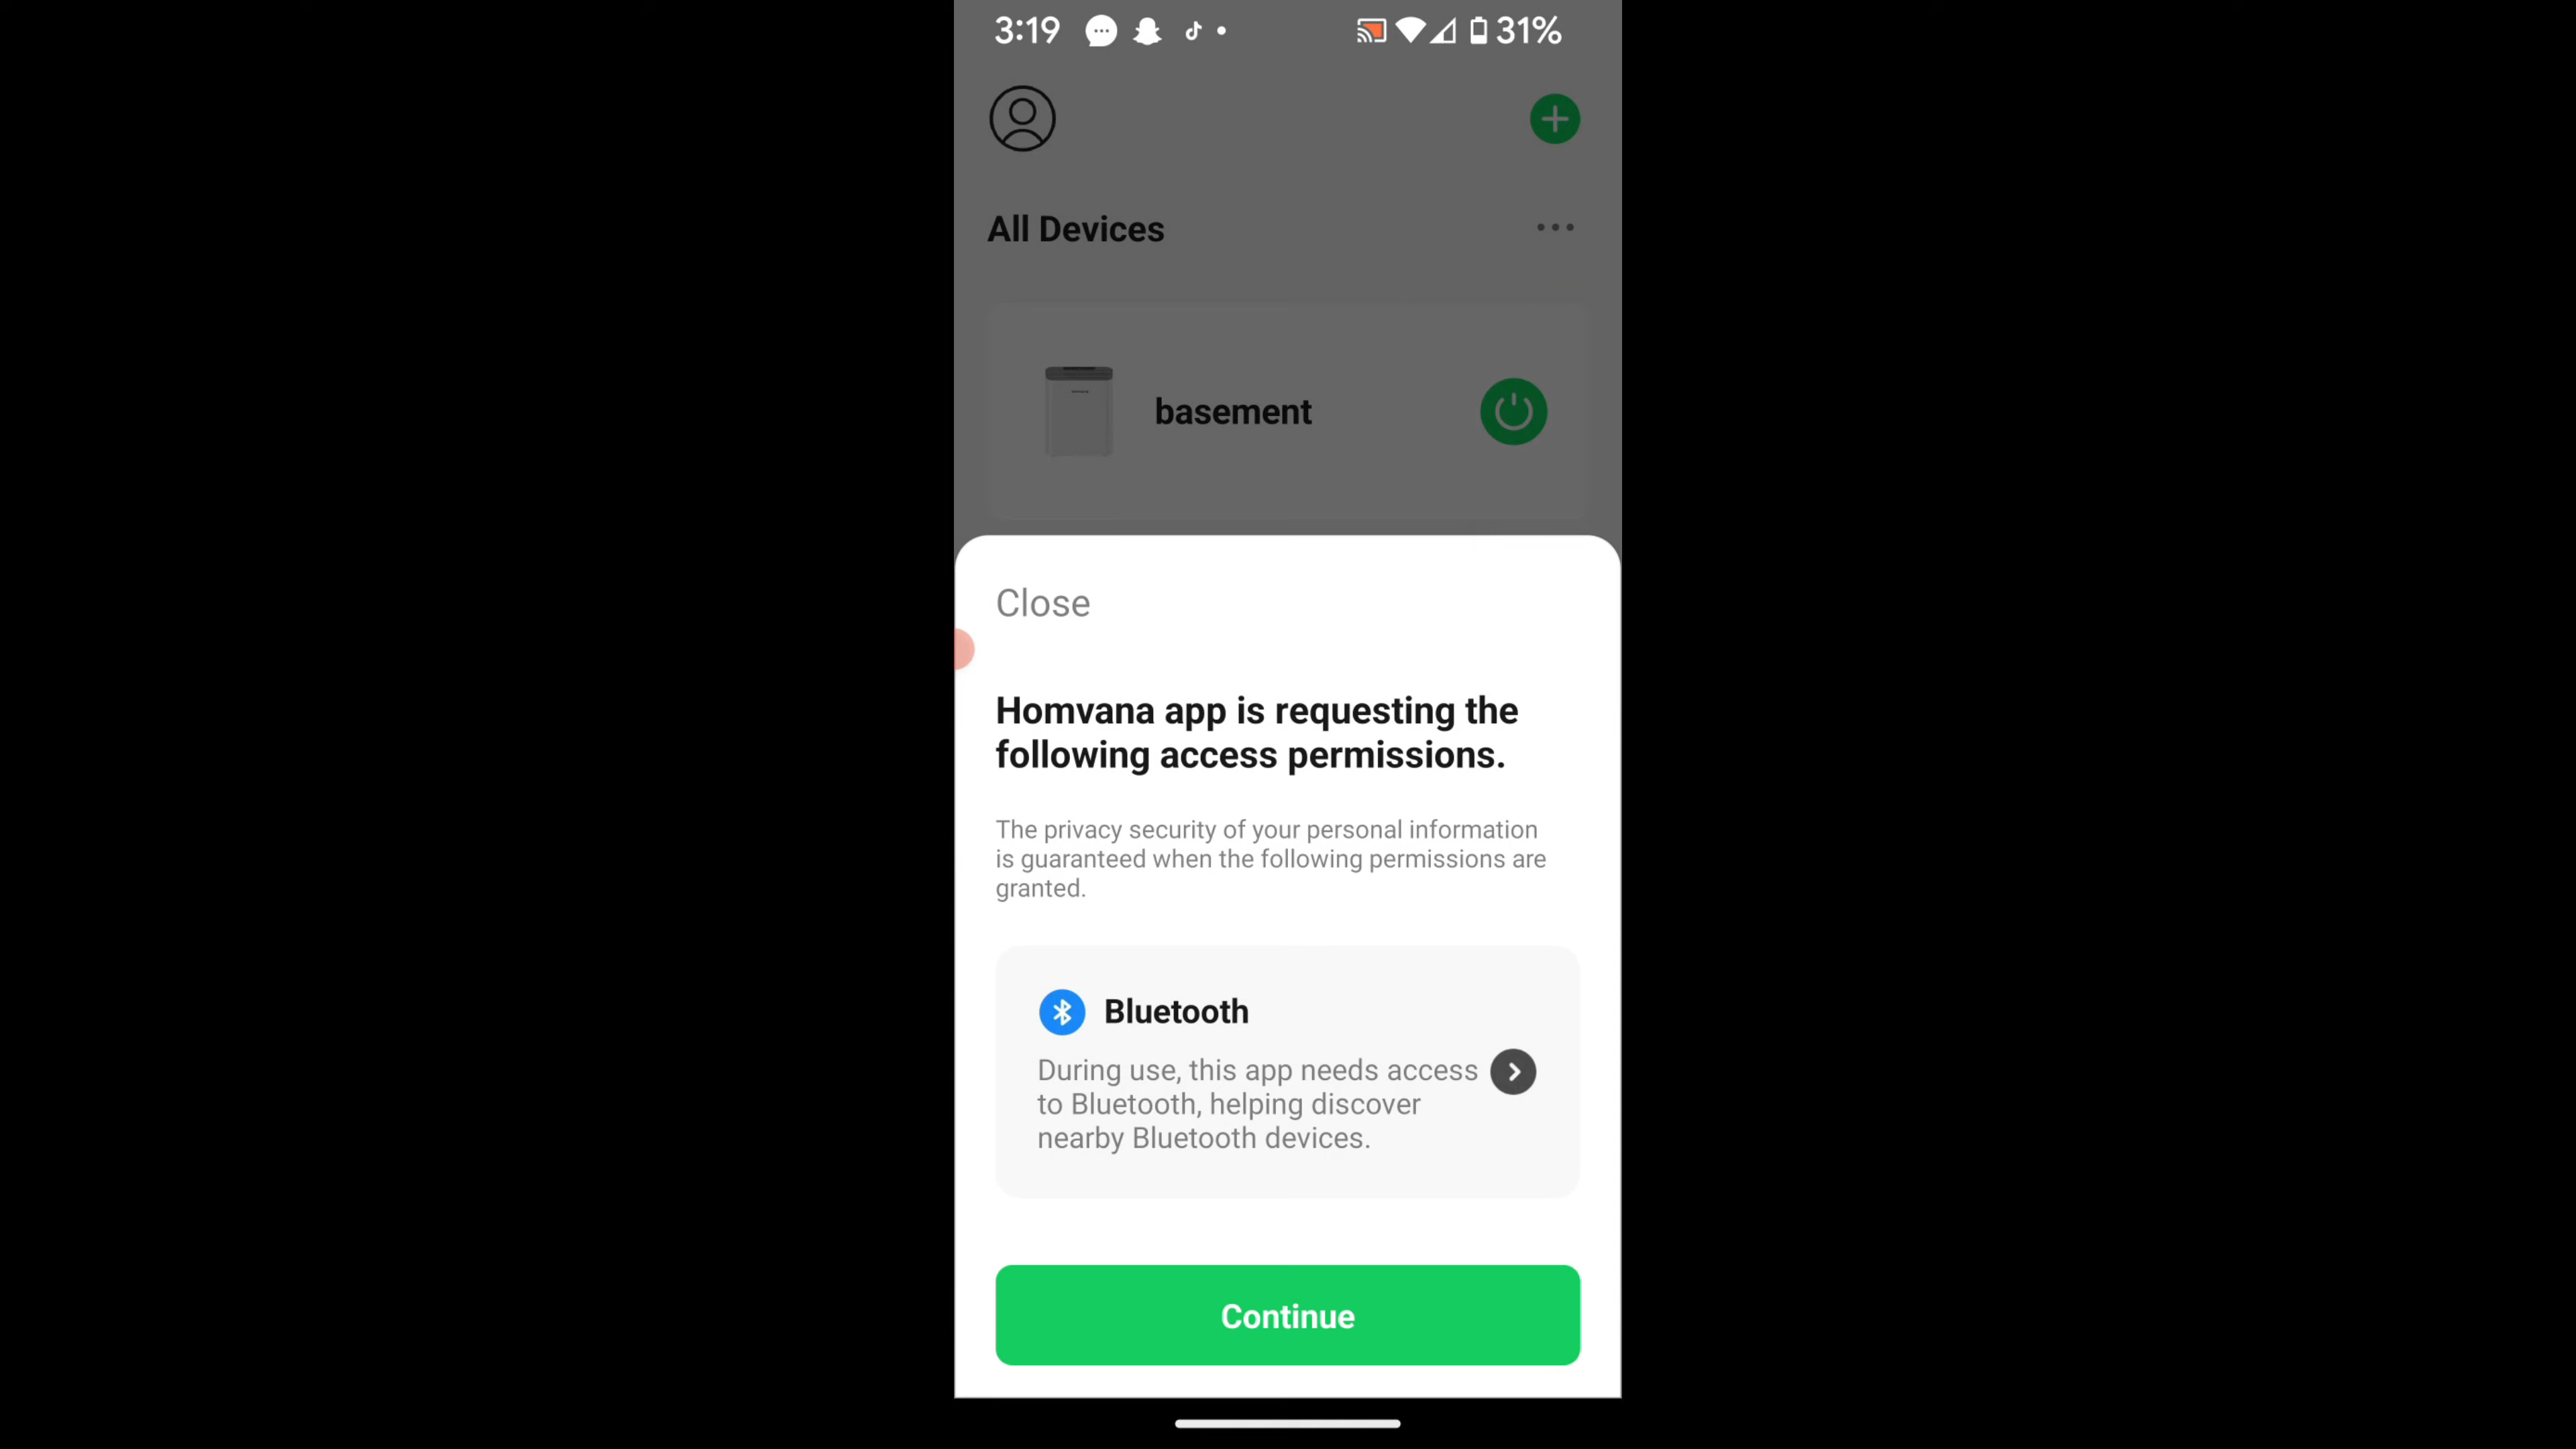 3:19
31%
All Devices
basement
Close
Homvana app is requesting the
following access permissions.
The privacy security of your personal information
is guaranteed when the following permissions are
granted.
Bluetooth
During use, this app needs access
to Bluetooth, helping discover
nearby Bluetooth devices.
Continue